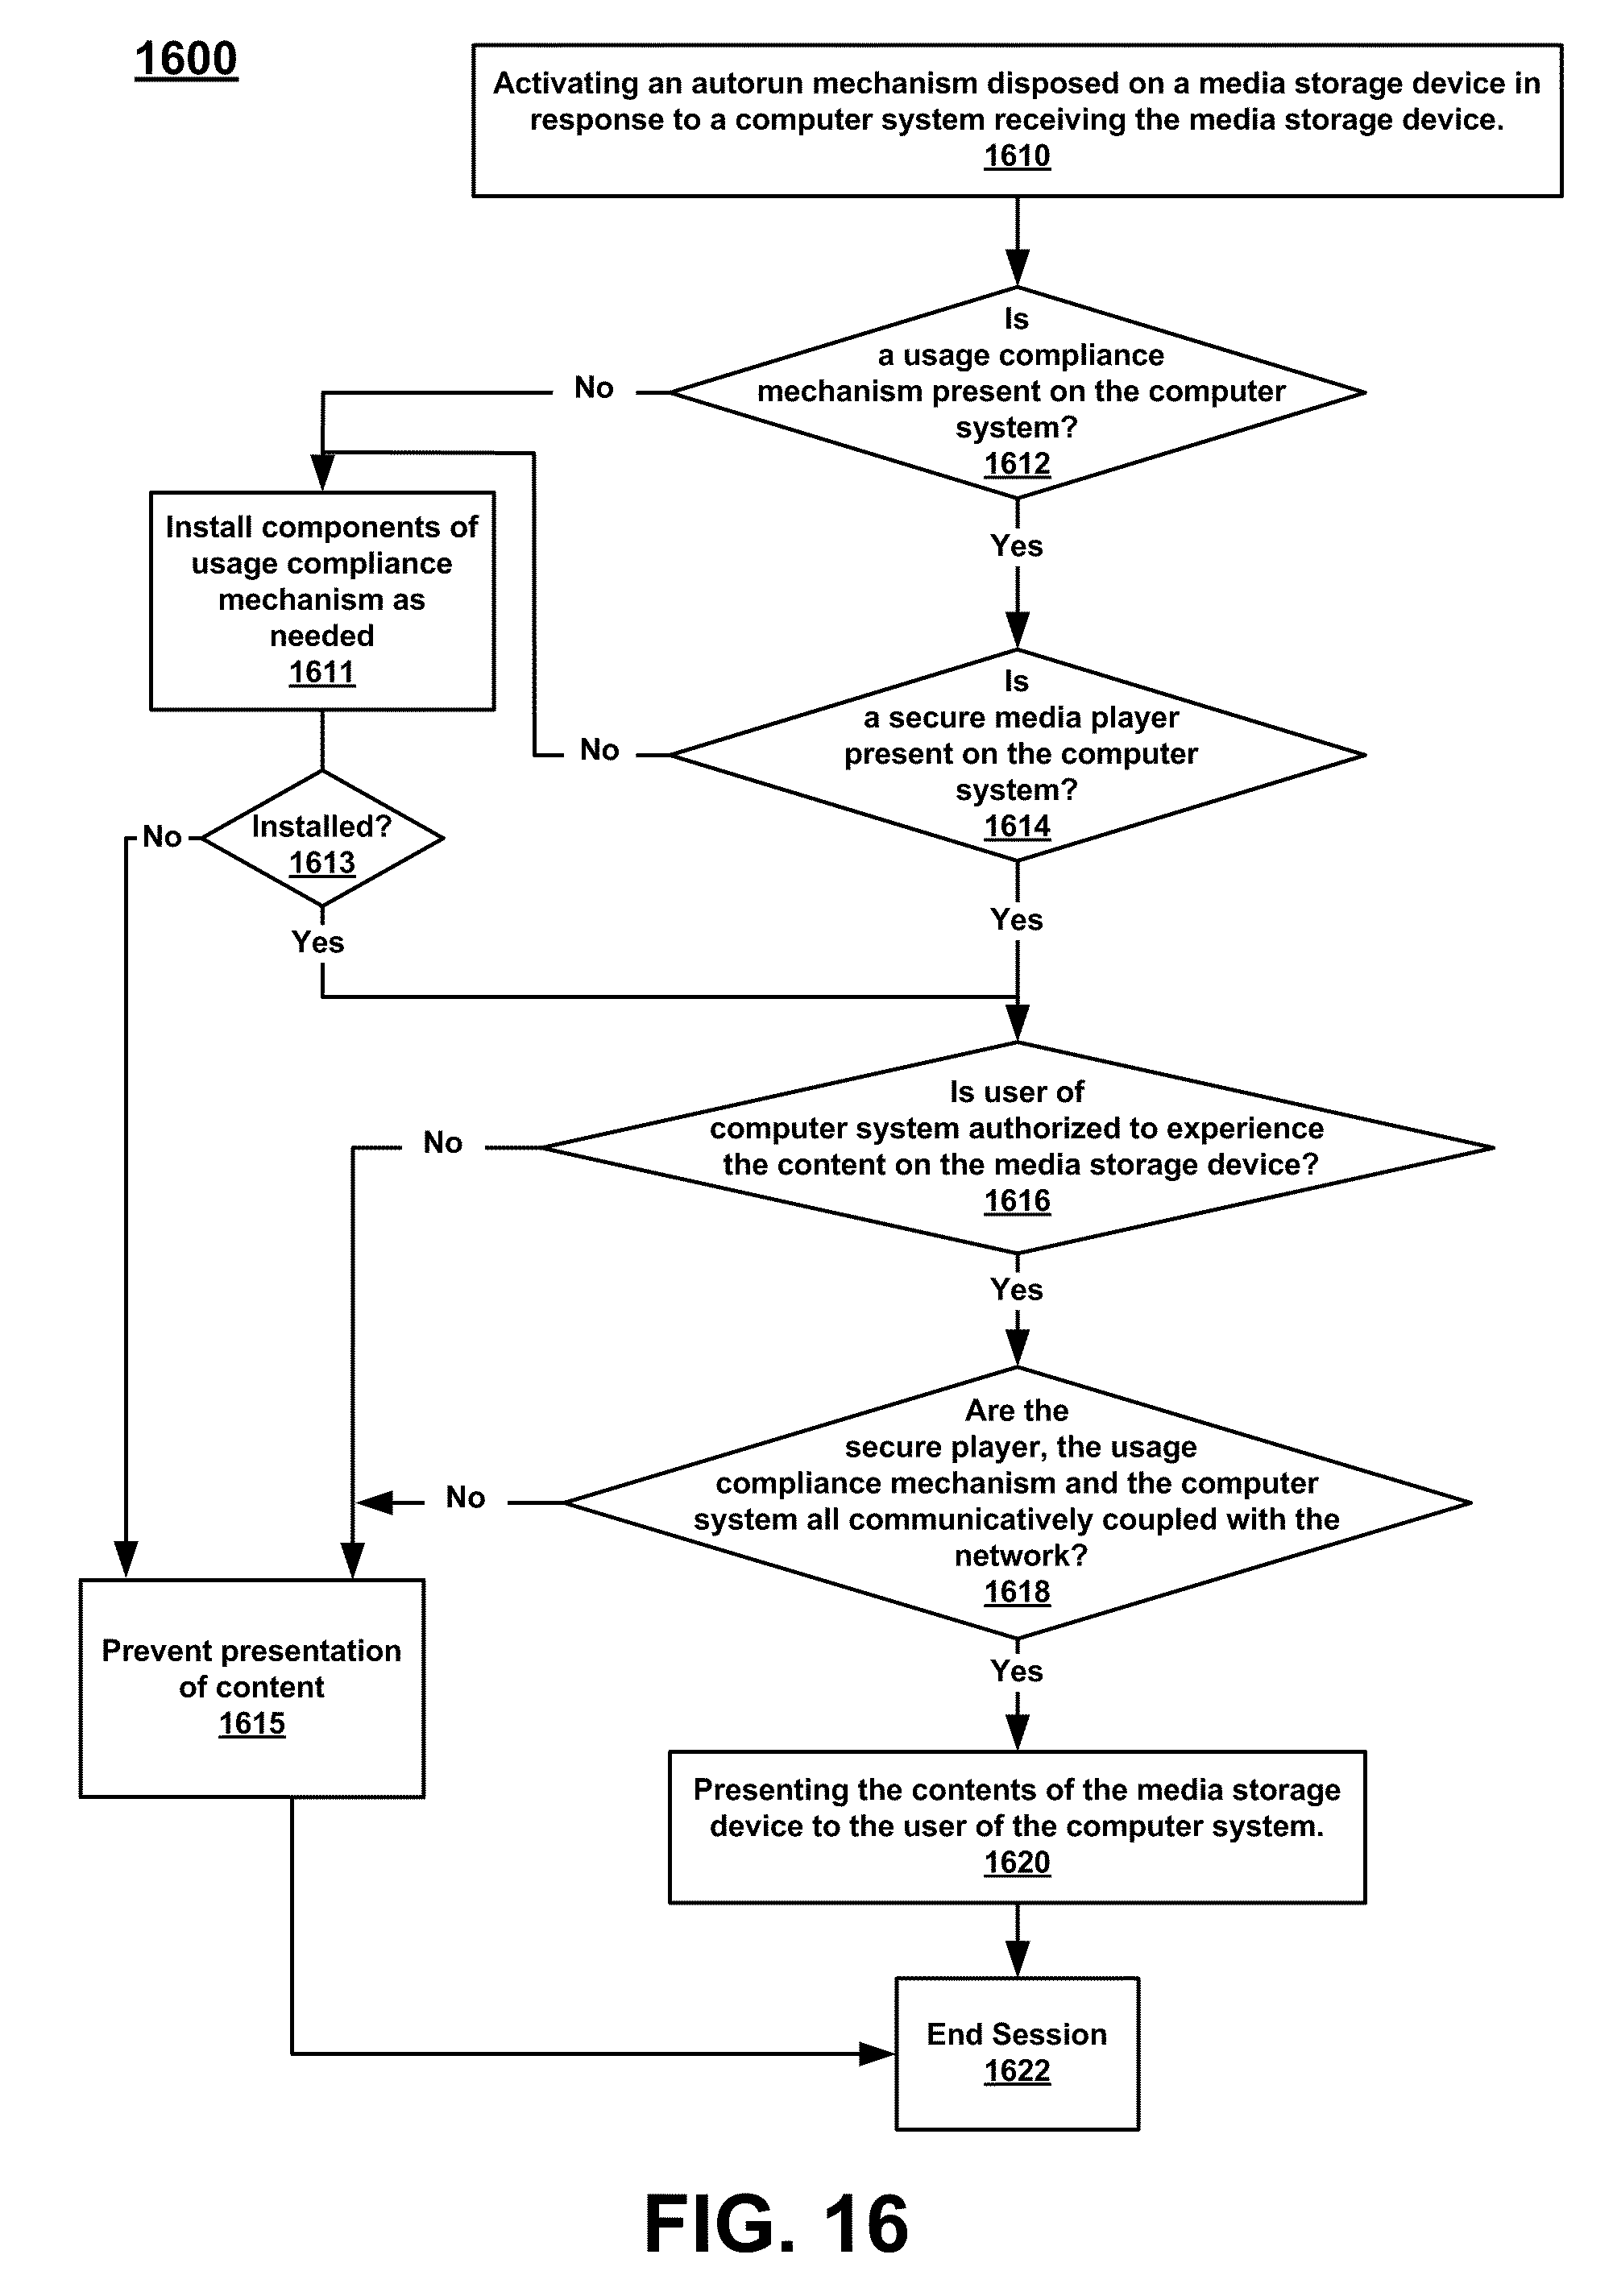 1600
Activating an autorun mechanism disposed on a media storage device in
response to a computer system receiving the media storage device.
1610
Is
a usage compliance
mechanism present on the computer
system?
1612
No
Yes
Install components of
usage compliance
mechanism as
needed
1611
Is
a secure media player
present on the computer
system?
1614
No
Yes
Installed?
1613
No
Yes
Is user of
computer system authorized to experience
the content on the media storage device?
1616
No
Yes
Are the
secure player, the usage
compliance mechanism and the computer
system all communicatively coupled with the
network?
1618
No
Yes
Prevent presentation
of content
1615
Presenting the contents of the media storage
device to the user of the computer system.
1620
End Session
1622
FIG. 16